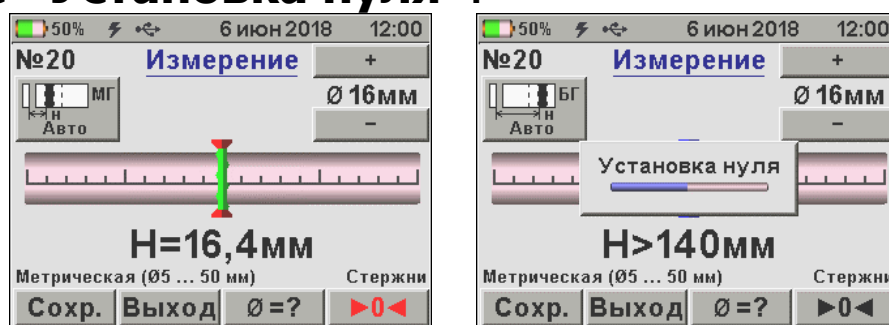 Установка нуля
50% 6 июн 2018 12:00
№20 Измерение +
МГ Ø 16мм
H
Авто −
H=16,4мм
Метрическая (Ø5 ... 50 мм) Стержни
Сохр. Выход Ø =? ►0◄
50% 6 июн 2018 12:00
№20 Измерение +
БГ Ø 16мм
H
Авто −
Установка нуля
H>140мм
Метрическая (Ø5 ... 50 мм) Стержни
Сохр. Выход Ø =? ►0◄